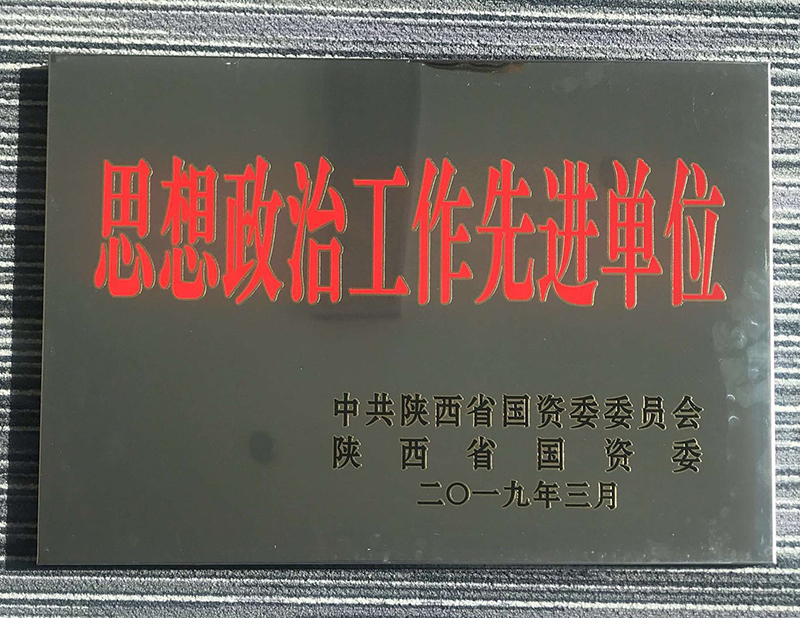 思想政治工作先进单位
中共陕西省国资委委员会
陕西省国资委
二〇一九年三月